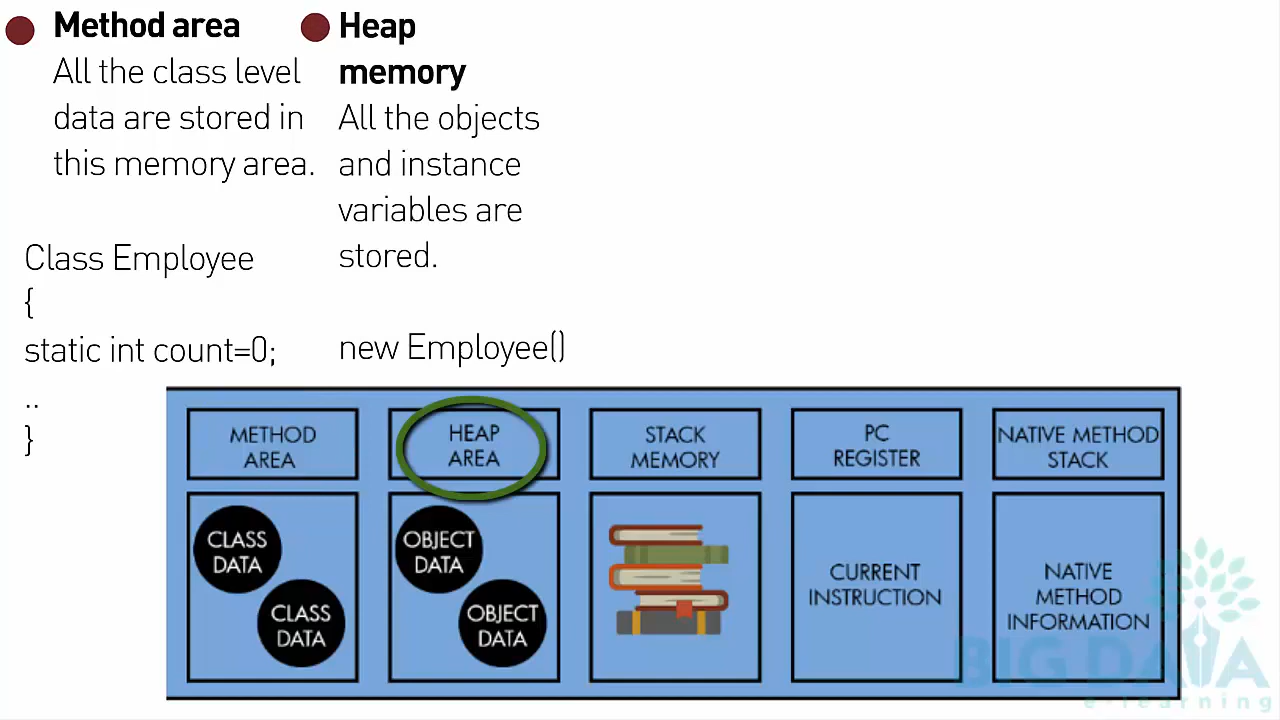 Method area
All the class level
data are stored in
this memory area.
Class Employee
{
static int count=0;
..
}
Heap
memory
All the objects
and instance
variables are
stored.
new Employee()
METHOD
AREA
HEAP
AREA
STACK
MEMORY
PC
REGISTER
NATIVE METHOD
STACK
CLASS
DATA
CLASS
DATA
OBJECT
DATA
OBJECT
DATA
CURRENT
INSTRUCTION
NATIVE
METHOD
INFORMATION
BIG DATA
e-learning